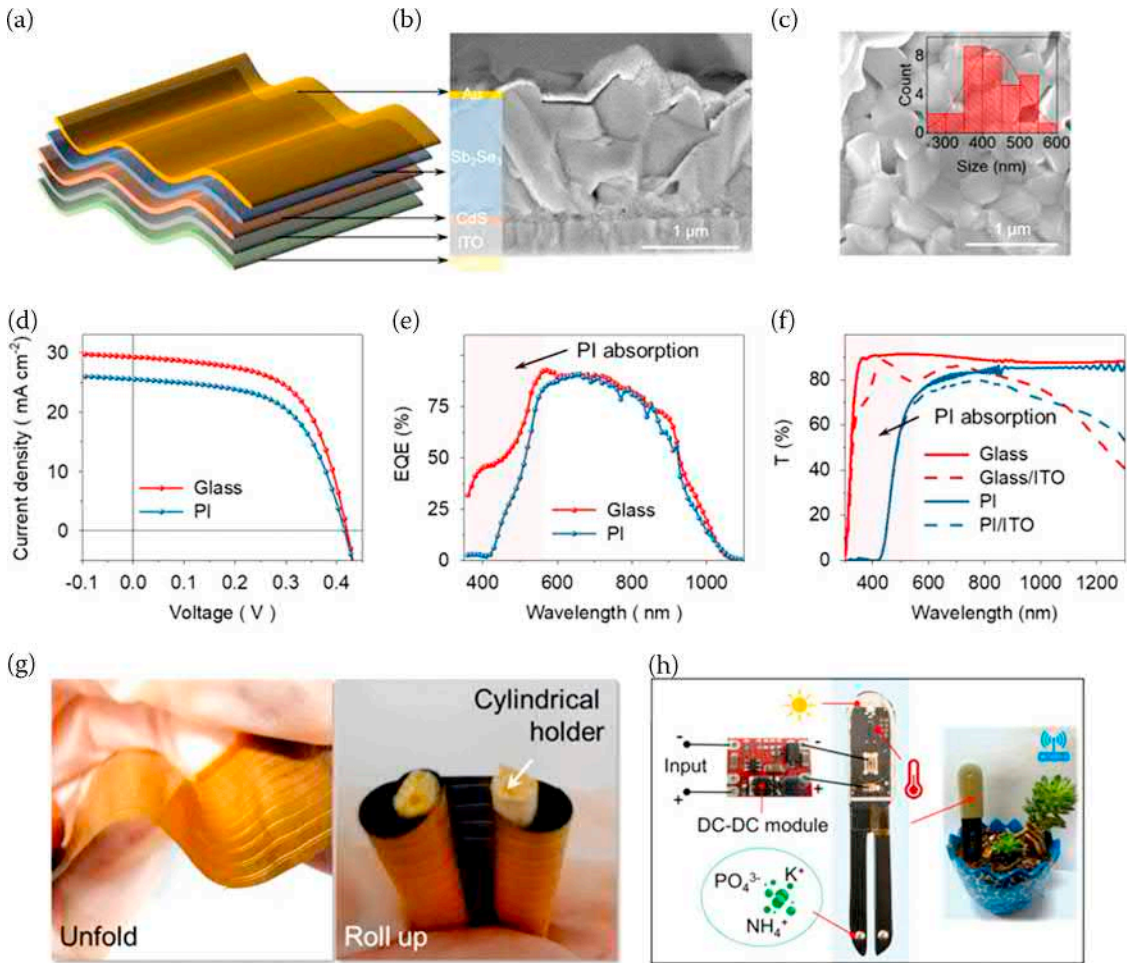 (a)
(b)
Au
Sb₂Se₃
CdS
ITO
1 µm
(c)
Count
8
4
0
300 400 500 600
Size (nm)
1 µm
(d)
Current density ( mA cm⁻²)
30
20
10
0
Glass
PI
-0.1 0.0 0.1 0.2 0.3 0.4
Voltage ( V )
(e)
EQE (%)
PI absorption
75
50
25
0
Glass
PI
400 600 800 1000
Wavelength ( nm )
(f)
T (%)
80
60
40
20
0
PI absorption
Glass
Glass/ITO
PI
PI/ITO
400 600 800 1000 1200
Wavelength (nm)
(g)
Unfold
Cylindrical
holder
Roll up
(h)
-
Input
+
-
+
DC-DC module
PO₄³⁻ K⁺
NH₄⁺